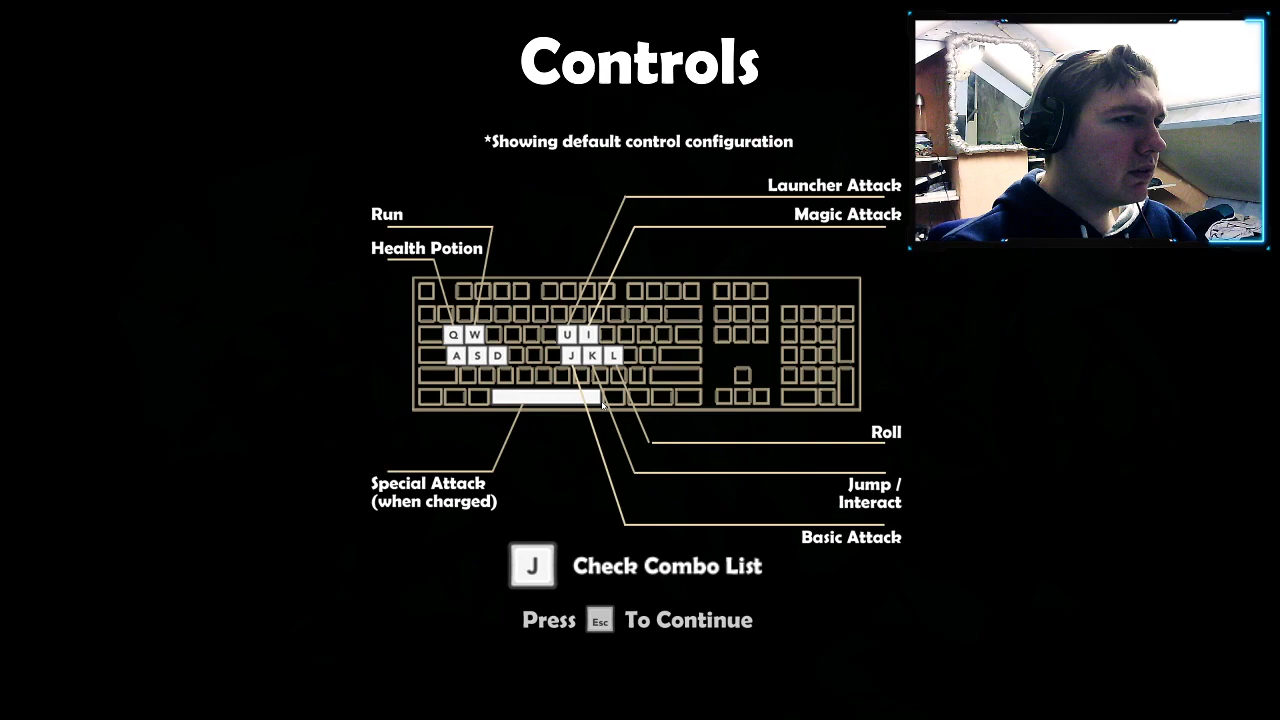 Controls
*Showing default control configuration
Launcher Attack
Magic Attack
Run
Health Potion
Q W U I
A S D J K L
Roll
Special Attack
(when charged)
Jump /
Interact
Basic Attack
J Check Combo List
Press Esc To Continue